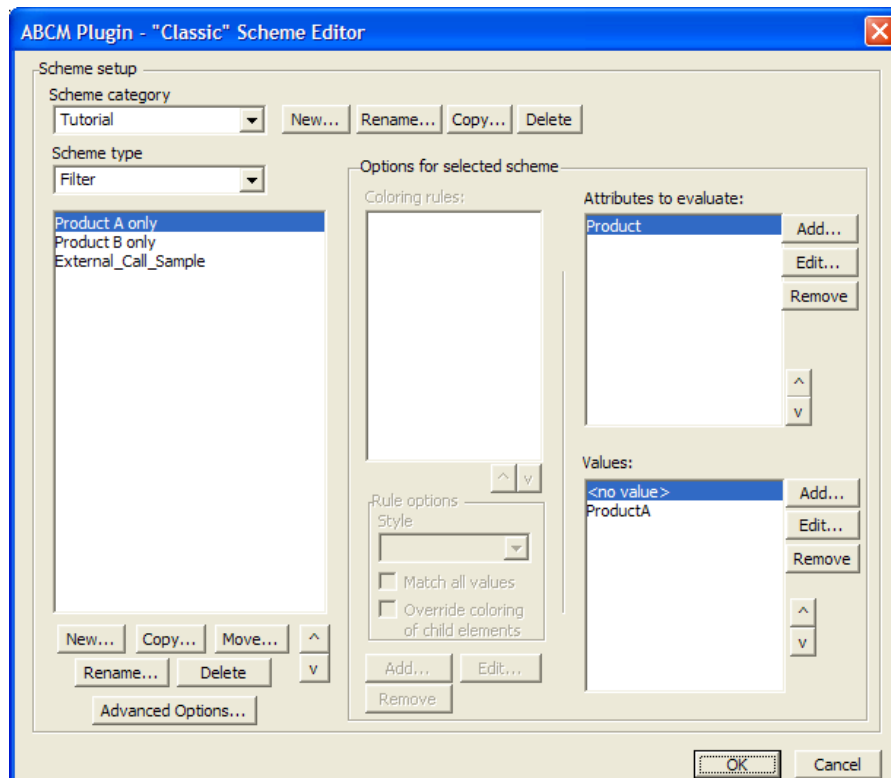 ABCM Plugin - "Classic" Scheme Editor
Scheme setup
Scheme category
Tutorial
New... Rename... Copy... Delete
Scheme type
Filter
Product A only
Product B only
External_Call_Sample
New... Copy... Move... ^
Rename... Delete v
Advanced Options...
Options for selected scheme
Coloring rules:
^ v
Rule options
Style
Match all values
Override coloring
of child elements
Add... Edit...
Remove
Attributes to evaluate:
Product
Add...
Edit...
Remove
^
v
Values:
<no value>
ProductA
Add...
Edit...
Remove
^
v
OK Cancel